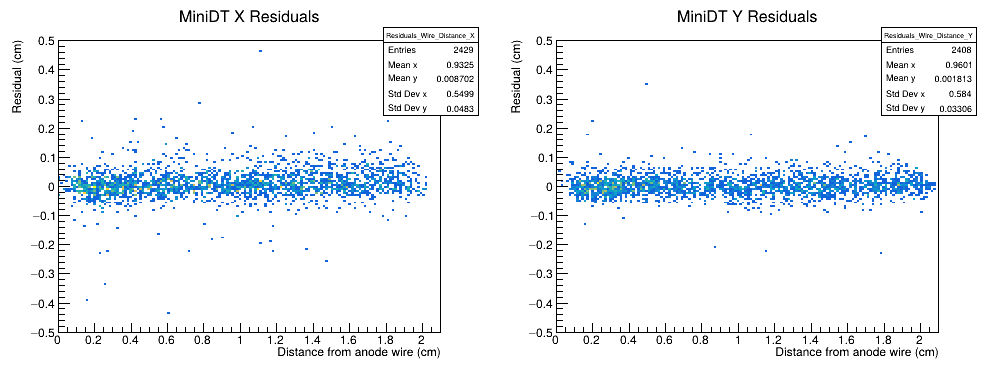 MiniDT X Residuals
Residual (cm)
0.5
0.4
0.3
0.2
0.1
0
−0.1
−0.2
−0.3
−0.4
−0.5
0 0.2 0.4 0.6 0.8 1 1.2 1.4 1.6 1.8 2
Distance from anode wire (cm)
Residuals_Wire_Distance_X
Entries 2429
Mean x 0.9325
Mean y 0.008702
Std Dev x 0.5499
Std Dev y 0.0483
MiniDT Y Residuals
Residual (cm)
0.5
0.4
0.3
0.2
0.1
0
−0.1
−0.2
−0.3
−0.4
−0.5
0 0.2 0.4 0.6 0.8 1 1.2 1.4 1.6 1.8 2
Distance from anode wire (cm)
Residuals_Wire_Distance_Y
Entries 2408
Mean x 0.9601
Mean y 0.001813
Std Dev x 0.584
Std Dev y 0.03306